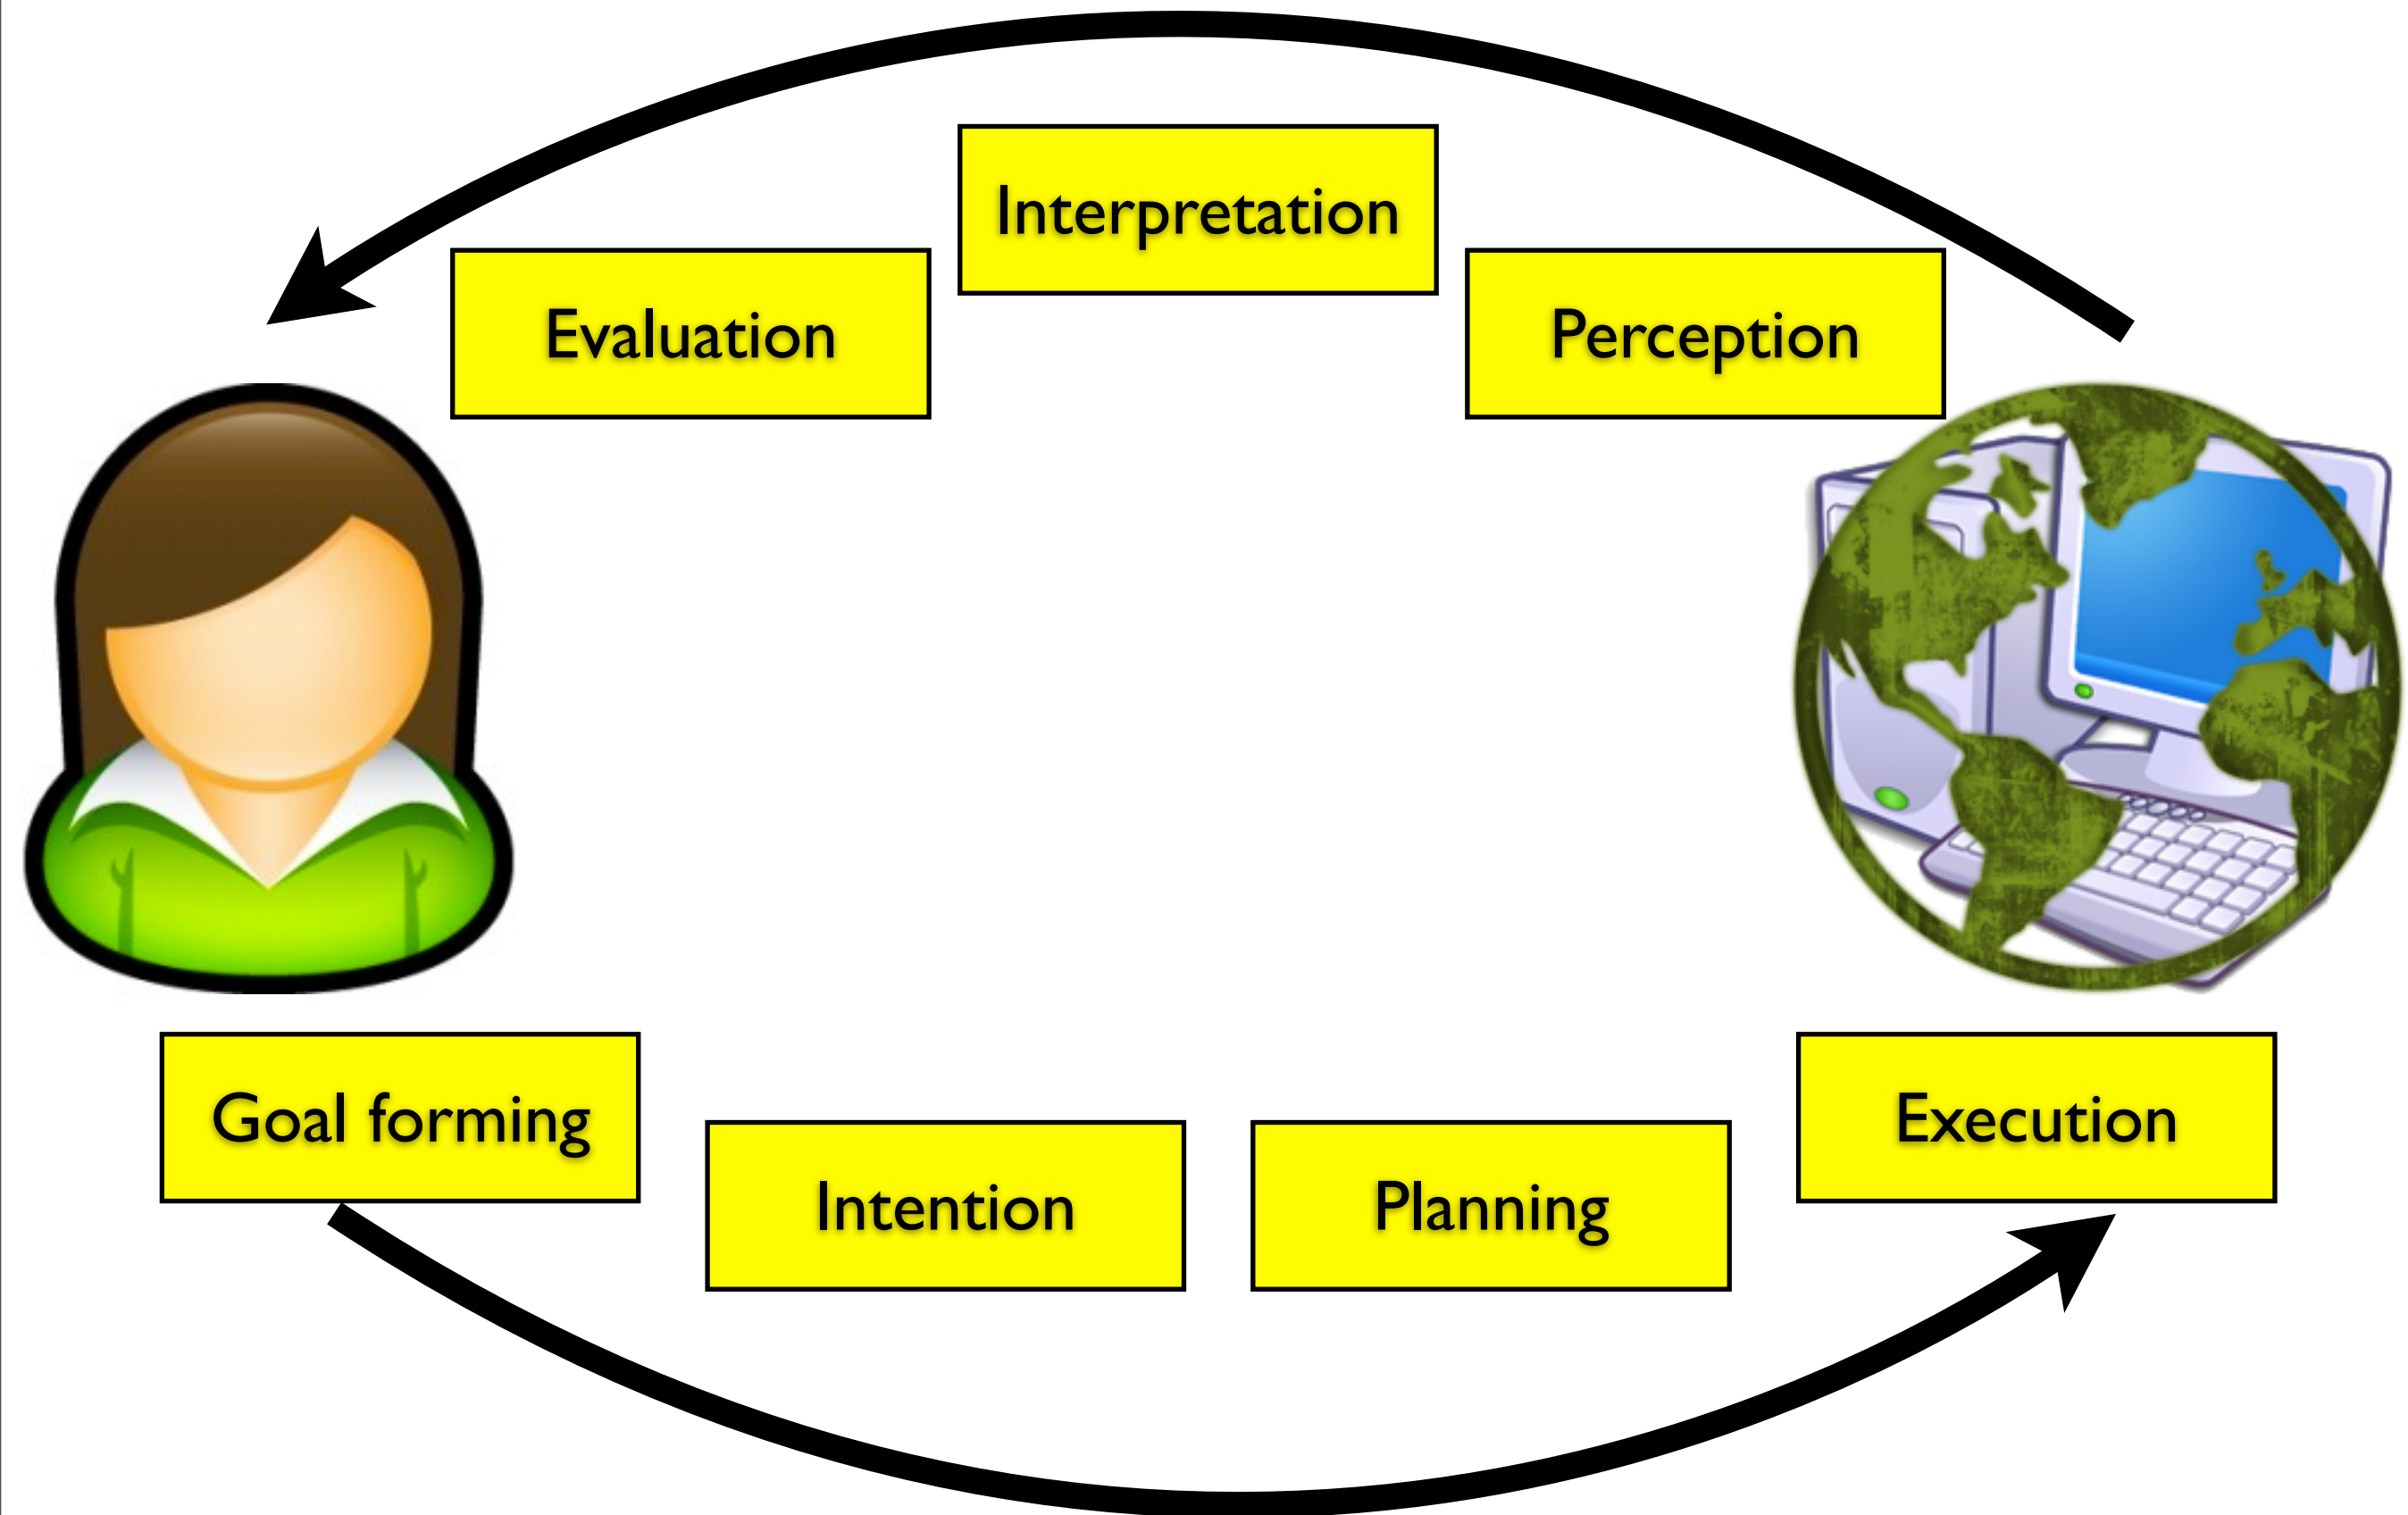 Interpretation
Evaluation
Perception
Goal forming
Execution
Intention
Planning